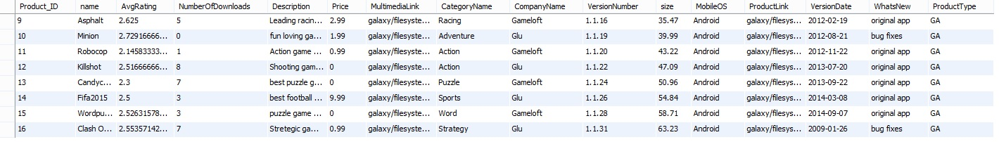 Product_ID name AvgRating NumberOfDownloads Description Price MultimediaLink CategoryName CompanyName VersionNumber size MobileOS ProductLink VersionDate WhatsNew ProductType
9 Asphalt 2.625 5 Leading racin... 2.99 galaxy/filesyste... Racing Gameloft 1.1.16 35.47 Android galaxy/filesys... 2012-02-19 original app GA
10 Minion 2.72916666... 0 fun loving ga... 1.99 galaxy/filesyste... Adventure Glu 1.1.19 39.99 Android galaxy/filesys... 2012-08-21 bug fixes GA
11 Robocop 2.14583333... 1 Action game ... 0.99 galaxy/filesyste... Action Gameloft 1.1.20 43.22 Android galaxy/filesys... 2012-11-22 original app GA
12 Killshot 2.51666666... 8 Shooting gam... 0 galaxy/filesyste... Action Glu 1.1.22 47.09 Android galaxy/filesys... 2013-07-20 original app GA
13 Candyc... 2.3 7 best puzzle g... 0 galaxy/filesyste... Puzzle Gameloft 1.1.24 50.96 Android galaxy/filesys... 2013-09-22 original app GA
14 Fifa2015 2.5 3 best football ... 9.99 galaxy/filesyste... Sports Glu 1.1.26 54.84 Android galaxy/filesys... 2014-03-08 original app GA
15 Wordpu... 2.52631578... 3 puzzle game ... 0 galaxy/filesyste... Word Gameloft 1.1.28 58.71 Android galaxy/filesys... 2014-09-07 original app GA
16 Clash O... 2.55357142... 7 Stretegic ga... 0.99 galaxy/filesyste... Strategy Glu 1.1.31 63.23 Android galaxy/filesys... 2009-01-26 bug fixes GA